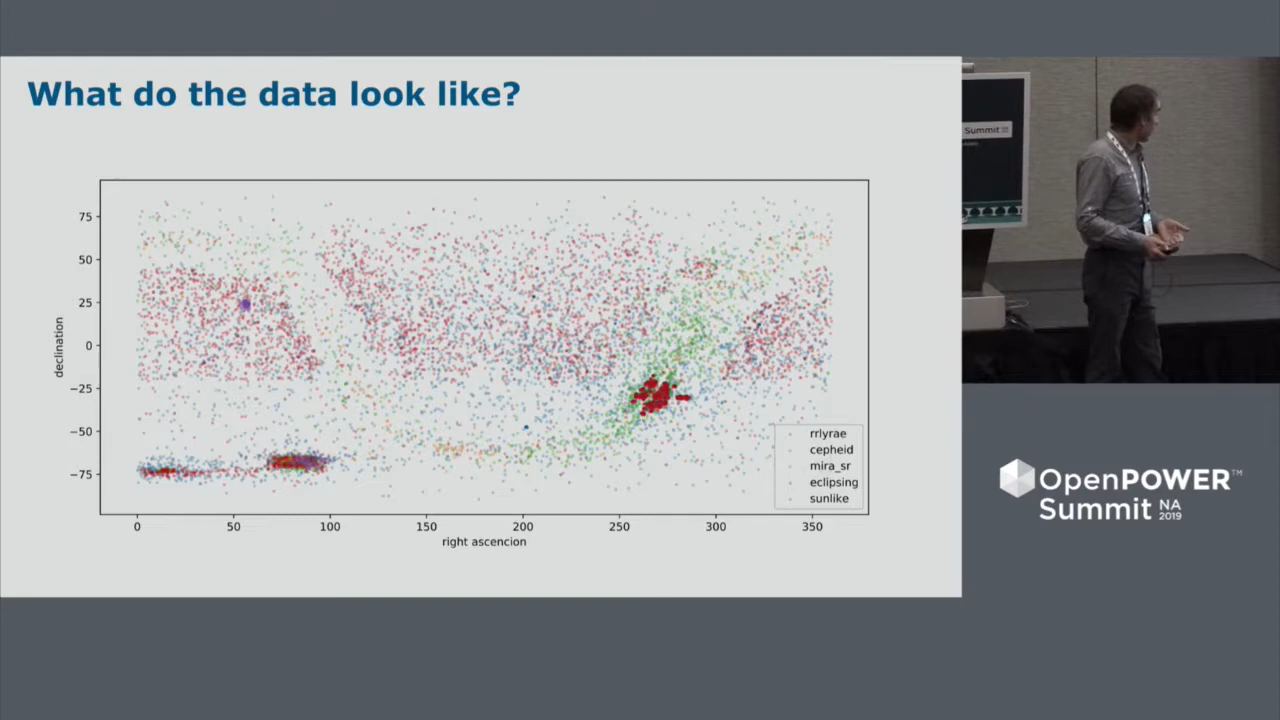 What do the data look like?
75
50
25
0
−25
−50
−75
declination
0
50
100
150
200
250
300
350
right ascencion
rrlyrae
cepheid
mira_sr
eclipsing
sunlike
Summit
OpenPOWER™
Summit NA
2019